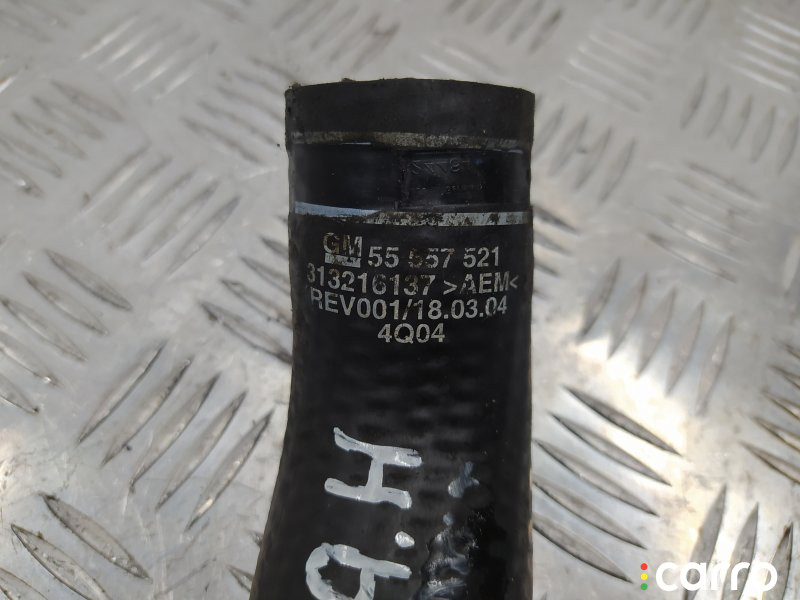 GM 55 557 521
313216137 >AEM<
REV001/18.03.04
4Q04
carro